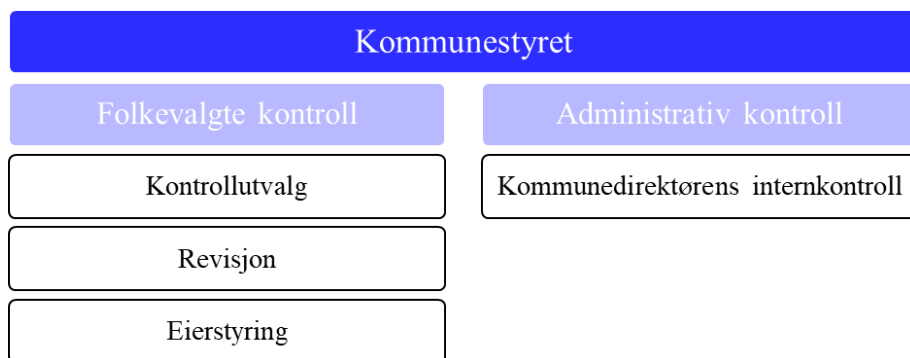 Kommunestyret
Folkevalgte kontroll
Administrativ kontroll
Kontrollutvalg
Kommunedirektørens internkontroll
Revisjon
Eierstyring